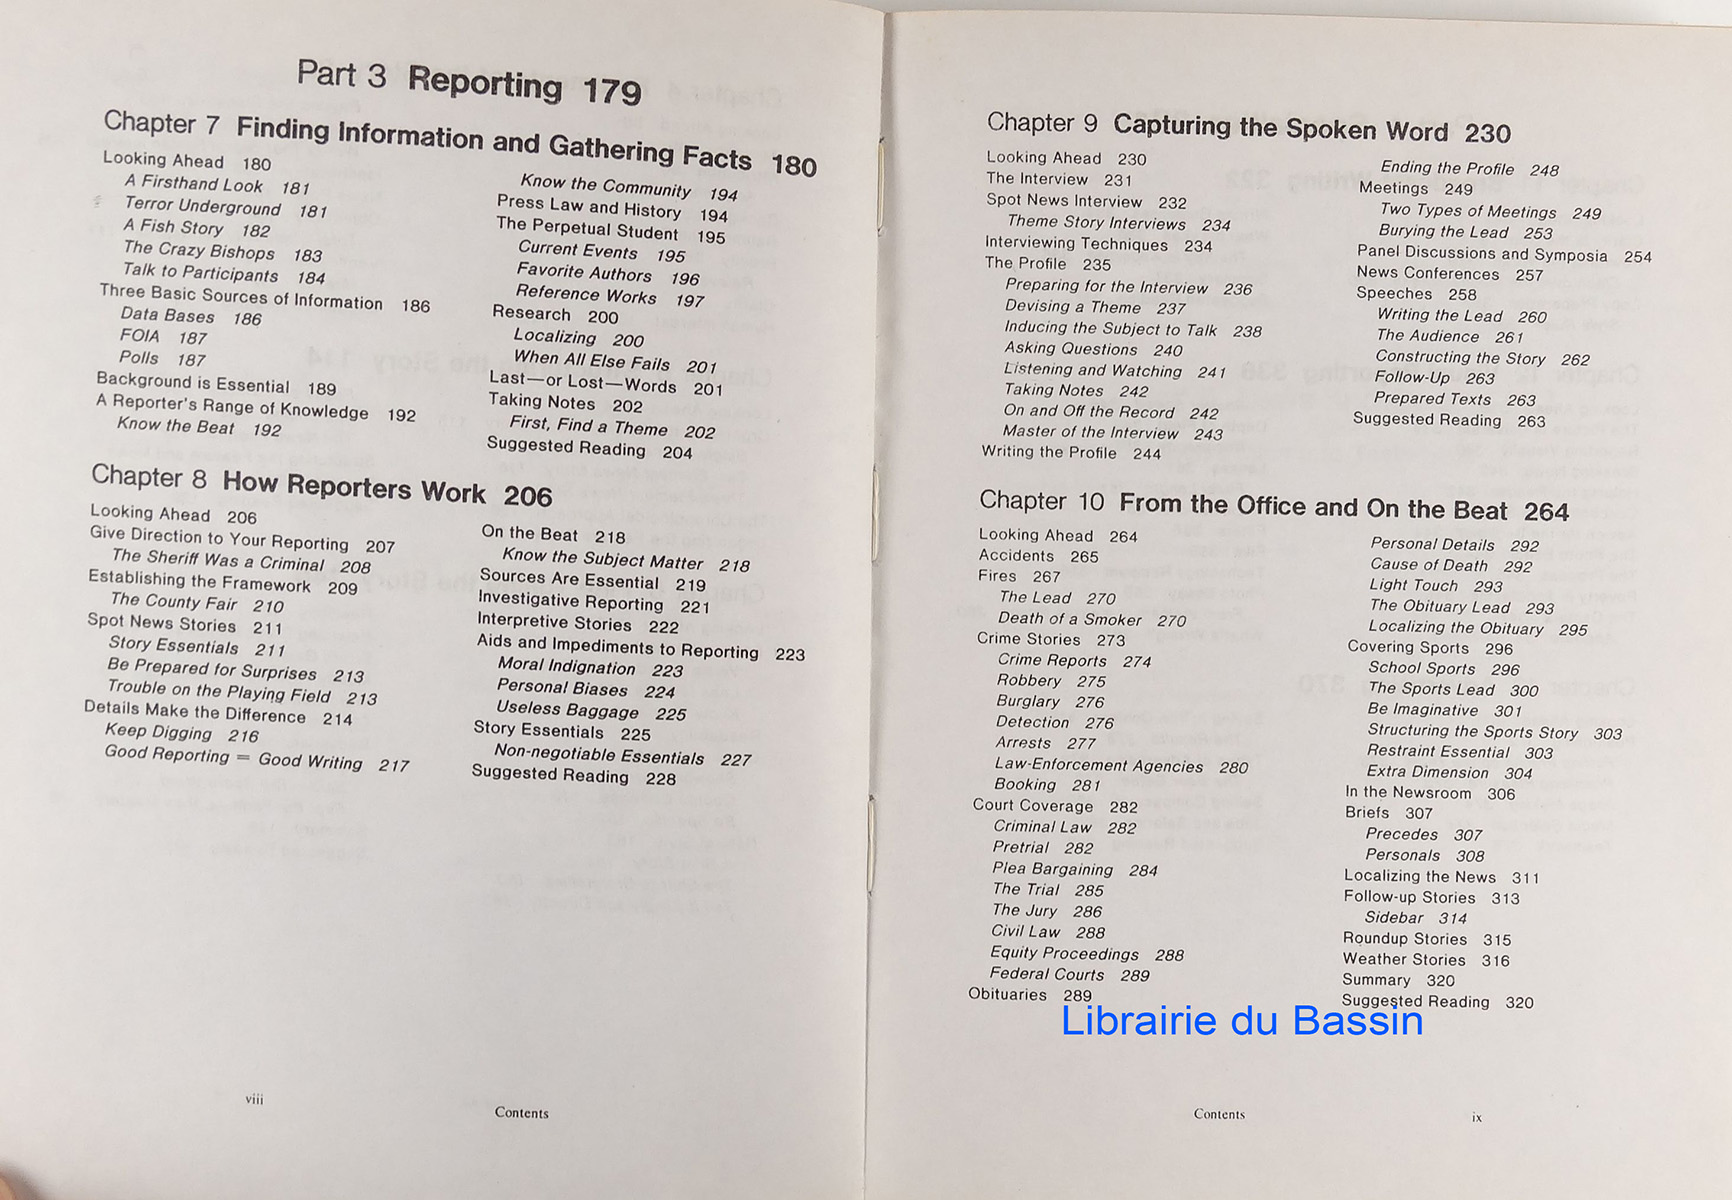 Part 3 Reporting 179
Chapter 7 Finding Information and Gathering Facts 180
Looking Ahead 180
A Firsthand Look 181
Terror Underground 181
A Fish Story 182
The Crazy Bishops 183
Talk to Participants 184
Three Basic Sources of Information 186
Data Bases 186
FOIA 187
Polls 187
Background is Essential 189
A Reporter's Range of Knowledge 192
Know the Beat 192
Know the Community 194
Press Law and History 194
The Perpetual Student 195
Current Events 195
Favorite Authors 196
Reference Works 197
Research 200
Localizing 200
When All Else Fails 201
Last—or Lost—Words 201
Taking Notes 202
First, Find a Theme 202
Suggested Reading 204
Chapter 8 How Reporters Work 206
Looking Ahead 206
Give Direction to Your Reporting 207
The Sheriff Was a Criminal 208
Establishing the Framework 209
The County Fair 210
Spot News Stories 211
Story Essentials 211
Be Prepared for Surprises 213
Trouble on the Playing Field 213
Details Make the Difference 214
Keep Digging 216
Good Reporting = Good Writing 217
On the Beat 218
Know the Subject Matter 218
Sources Are Essential 219
Investigative Reporting 221
Interpretive Stories 222
Aids and Impediments to Reporting 223
Moral Indignation 223
Personal Biases 224
Useless Baggage 225
Story Essentials 225
Non-negotiable Essentials 227
Suggested Reading 228
viii
Contents
Chapter 9 Capturing the Spoken Word 230
Looking Ahead 230
The Interview 231
Spot News Interview 232
Theme Story Interviews 234
Interviewing Techniques 234
The Profile 235
Preparing for the Interview 236
Devising a Theme 237
Inducing the Subject to Talk 238
Asking Questions 240
Listening and Watching 241
Taking Notes 242
On and Off the Record 242
Master of the Interview 243
Writing the Profile 244
Ending the Profile 248
Meetings 249
Two Types of Meetings 249
Burying the Lead 253
Panel Discussions and Symposia 254
News Conferences 257
Speeches 258
Writing the Lead 260
The Audience 261
Constructing the Story 262
Follow-Up 263
Prepared Texts 263
Suggested Reading 263
Chapter 10 From the Office and On the Beat 264
Looking Ahead 264
Accidents 265
Fires 267
The Lead 270
Death of a Smoker 270
Crime Stories 273
Crime Reports 274
Robbery 275
Burglary 276
Detection 276
Arrests 277
Law-Enforcement Agencies 280
Booking 281
Court Coverage 282
Criminal Law 282
Pretrial 282
Plea Bargaining 284
The Trial 285
The Jury 286
Civil Law 288
Equity Proceedings 288
Federal Courts 289
Obituaries 289
Personal Details 292
Cause of Death 292
Light Touch 293
The Obituary Lead 293
Localizing the Obituary 295
Covering Sports 296
School Sports 296
The Sports Lead 300
Be Imaginative 301
Structuring the Sports Story 303
Restraint Essential 303
Extra Dimension 304
In the Newsroom 306
Briefs 307
Precedes 307
Personals 308
Localizing the News 311
Follow-up Stories 313
Sidebar 314
Roundup Stories 315
Weather Stories 316
Summary 320
Suggested Reading 320
Librairie du Bassin
Contents
ix